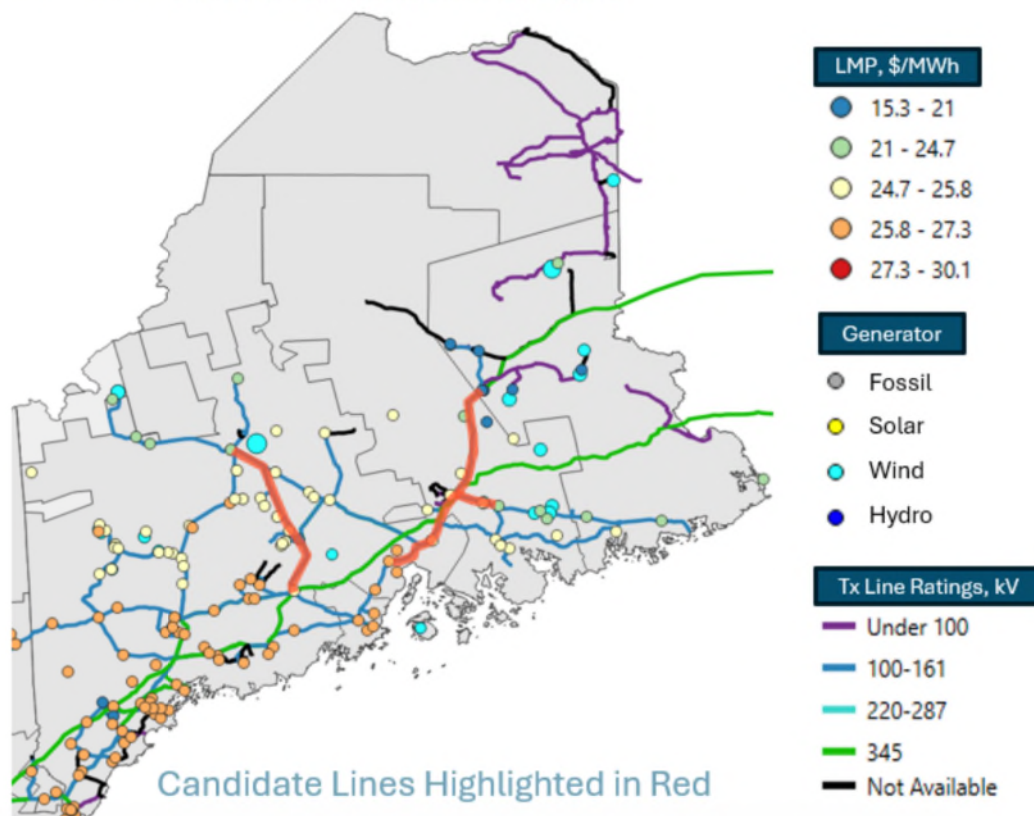 LMP, $/MWh
15.3 - 21
21 - 24.7
24.7 - 25.8
25.8 - 27.3
27.3 - 30.1
Generator
Fossil
Solar
Wind
Hydro
Tx Line Ratings, kV
Under 100
100-161
220-287
345
Not Available
Candidate Lines Highlighted in Red